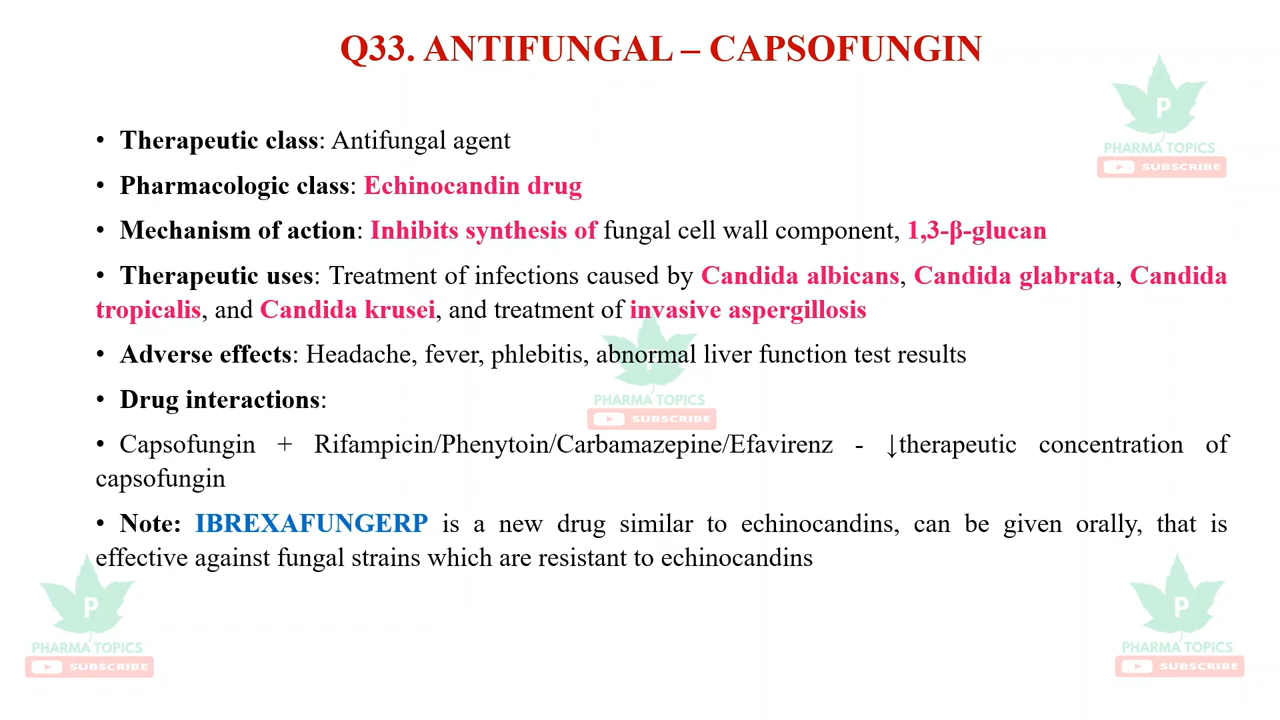 Q33. ANTIFUNGAL – CAPSOFUNGIN
P
PHARMA TOPICS
SUBSCRIBE
• Therapeutic class: Antifungal agent
• Pharmacologic class: Echinocandin drug
• Mechanism of action: Inhibits synthesis of fungal cell wall component, 1,3-β-glucan
• Therapeutic uses: Treatment of infections caused by Candida albicans, Candida glabrata, Candida
tropicalis, and Candida krusei, and treatment of invasive aspergillosis
• Adverse effects: Headache, fever, phlebitis, abnormal liver function test results
P
PHARMA TOPICS
SUBSCRIBE
• Drug interactions:
• Capsofungin + Rifampicin/Phenytoin/Carbamazepine/Efavirenz - ↓therapeutic concentration of
capsofungin
• Note: IBREXAFUNGERP is a new drug similar to echinocandins, can be given orally, that is
effective against fungal strains which are resistant to echinocandins
P
PHARMA TOPICS
SUBSCRIBE
P
PHARMA TOPICS
SUBSCRIBE